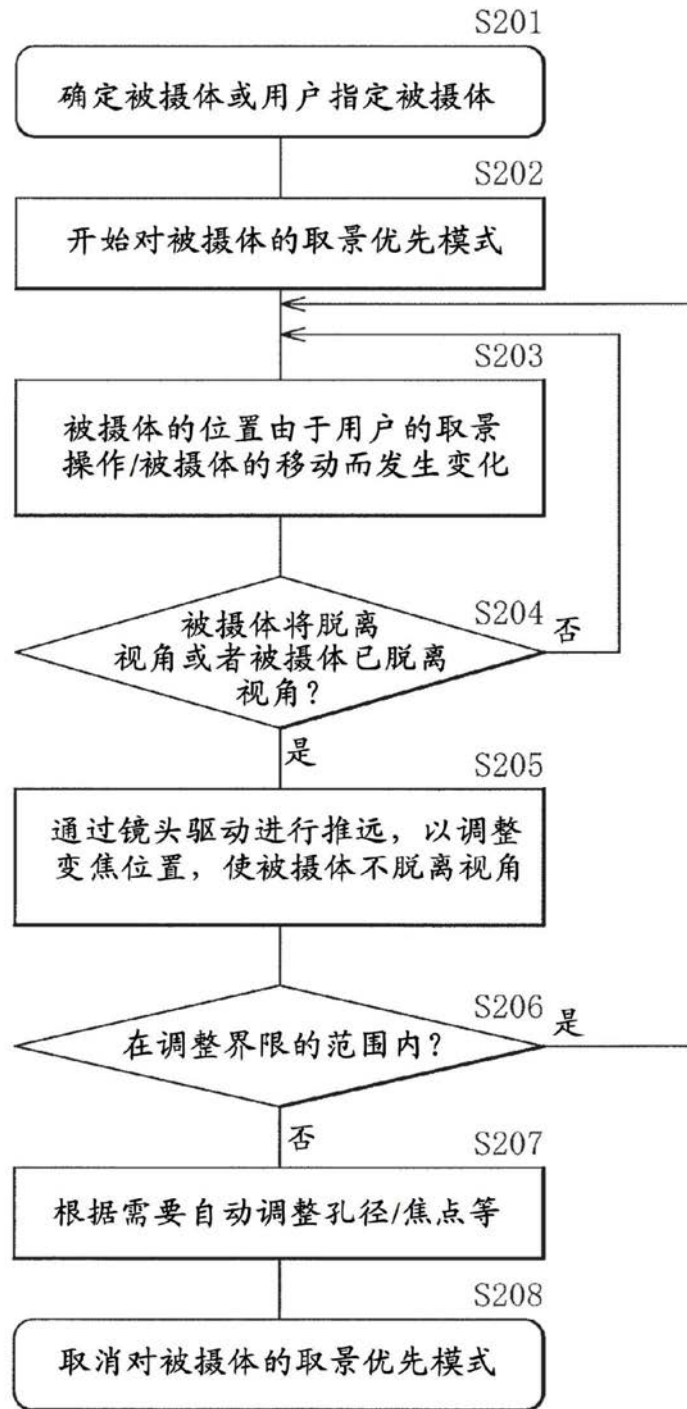 S201
确定被摄体或用户指定被摄体
S202
开始对被摄体的取景优先模式
S203
被摄体的位置由于用户的取景
操作/被摄体的移动而发生变化
S204
被摄体将脱离
视角或者被摄体已脱离
视角？
否
是
S205
通过镜头驱动进行推远，以调整
变焦位置，使被摄体不脱离视角
S206
在调整界限的范围内？
是
否
S207
根据需要自动调整孔径/焦点等
S208
取消对被摄体的取景优先模式